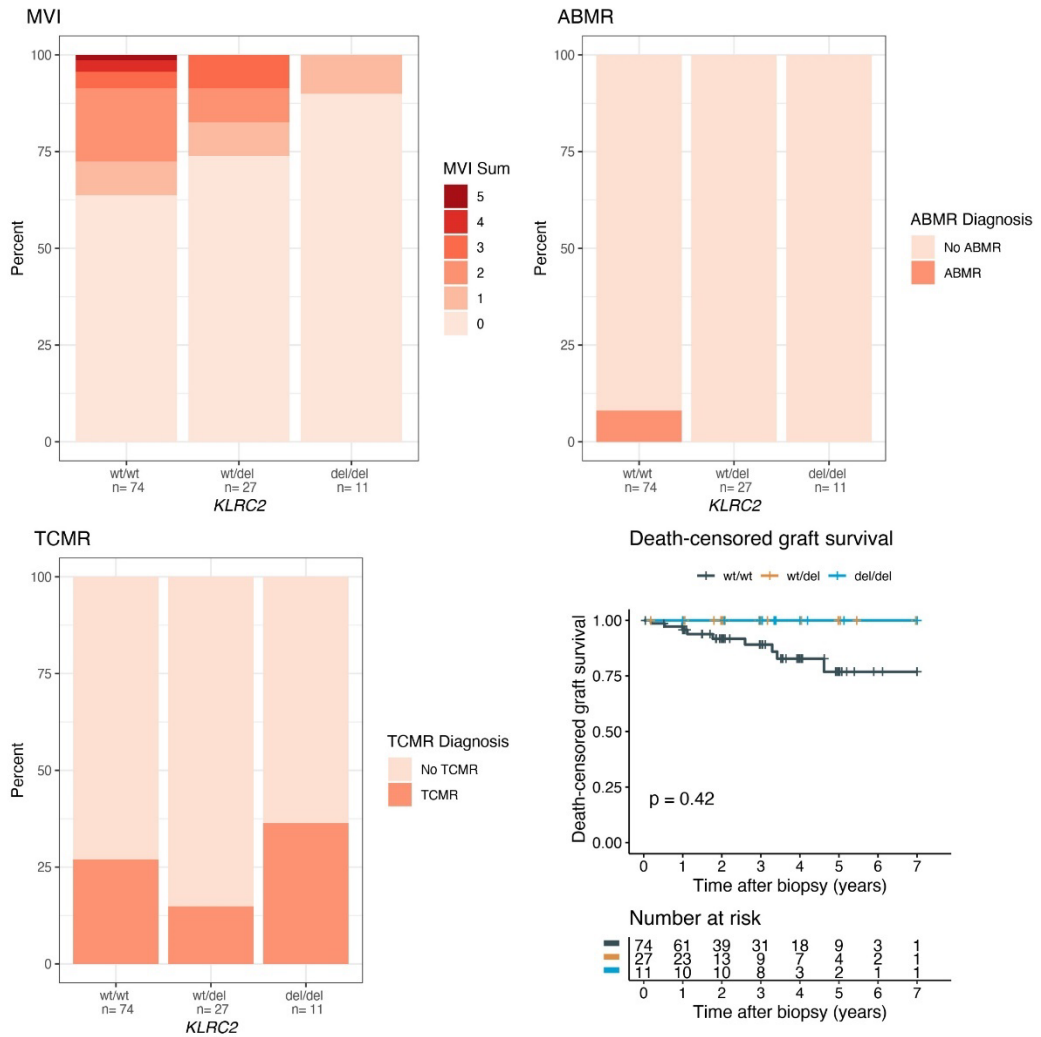 MVI
100
75
50
25
0
Percent
wt/wt
n= 74
wt/del
n= 27
del/del
n= 11
KLRC2
MVI Sum
5
4
3
2
1
0
ABMR
100
75
50
25
0
Percent
wt/wt
n= 74
wt/del
n= 27
del/del
n= 11
KLRC2
ABMR Diagnosis
No ABMR
ABMR
TCMR
100
75
50
25
0
Percent
wt/wt
n= 74
wt/del
n= 27
del/del
n= 11
KLRC2
TCMR Diagnosis
No TCMR
TCMR
Death-censored graft survival
wt/wt wt/del del/del
1.00
0.75
0.50
0.25
0.00
Death-censored graft survival
p = 0.42
0 1 2 3 4 5 6 7
Time after biopsy (years)
Number at risk
74 61 39 31 18 9 3 1
27 23 13 9 7 4 2 1
11 10 10 8 3 2 1 1
0 1 2 3 4 5 6 7
Time after biopsy (years)